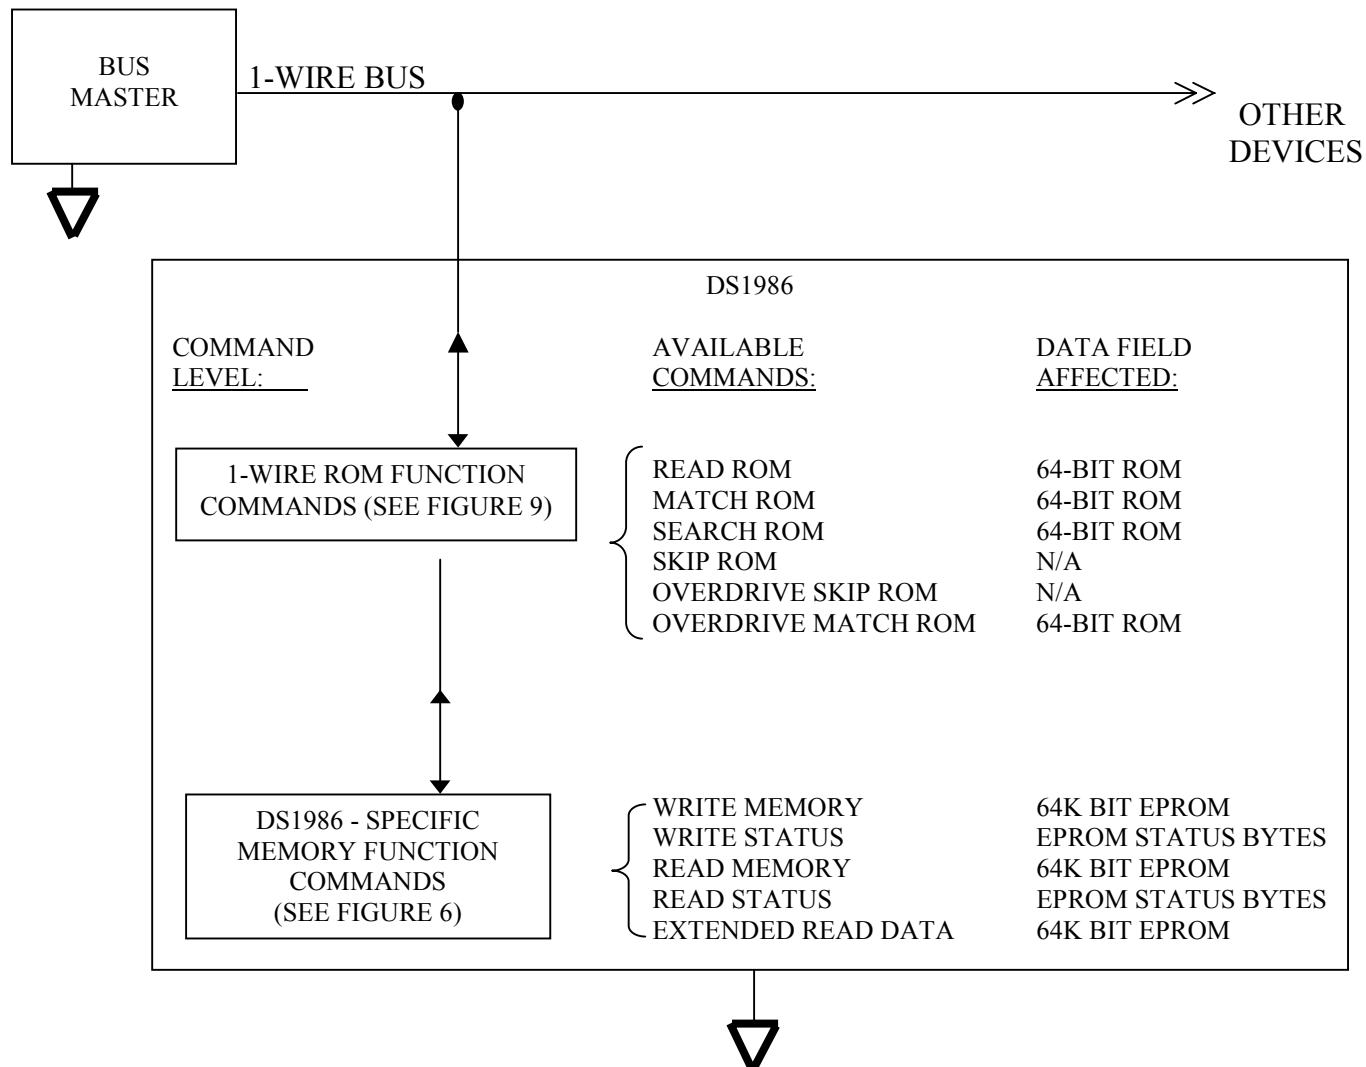 BUS
MASTER
1-WIRE BUS
OTHER
DEVICES
DS1986
COMMAND
LEVEL:
AVAILABLE
COMMANDS:
DATA FIELD
AFFECTED:
1-WIRE ROM FUNCTION
COMMANDS (SEE FIGURE 9)
READ ROM 64-BIT ROM
MATCH ROM 64-BIT ROM
SEARCH ROM 64-BIT ROM
SKIP ROM N/A
OVERDRIVE SKIP ROM N/A
OVERDRIVE MATCH ROM 64-BIT ROM
DS1986 - SPECIFIC
MEMORY FUNCTION
COMMANDS
(SEE FIGURE 6)
WRITE MEMORY 64K BIT EPROM
WRITE STATUS EPROM STATUS BYTES
READ MEMORY 64K BIT EPROM
READ STATUS EPROM STATUS BYTES
EXTENDED READ DATA 64K BIT EPROM